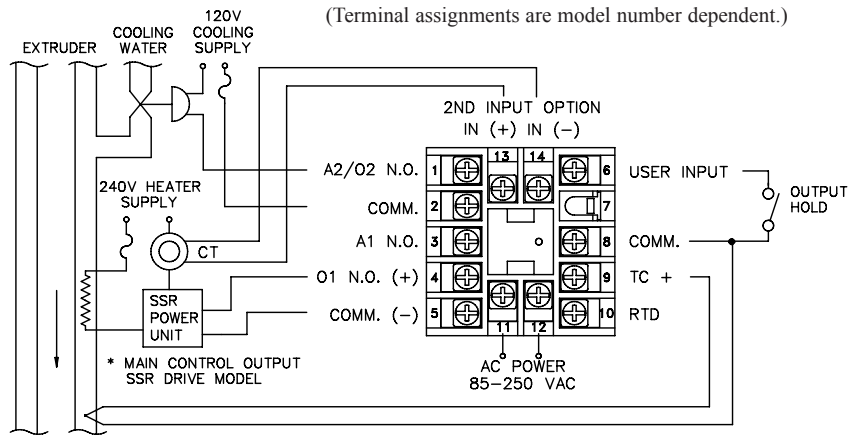 (Terminal assignments are model number dependent.)
EXTRUDER
COOLING
WATER
120V
COOLING
SUPPLY
2ND INPUT OPTION
IN (+) IN (-)
13 14
A2/O2 N.O. 1
COMM. 2
A1 N.O. 3
O1 N.O. (+) 4
COMM. (-) 5
6 USER INPUT
7
8 COMM.
9 TC +
10 RTD
OUTPUT
HOLD
240V HEATER
SUPPLY
CT
SSR
POWER
UNIT
* MAIN CONTROL OUTPUT
SSR DRIVE MODEL
11 12
AC POWER
85-250 VAC